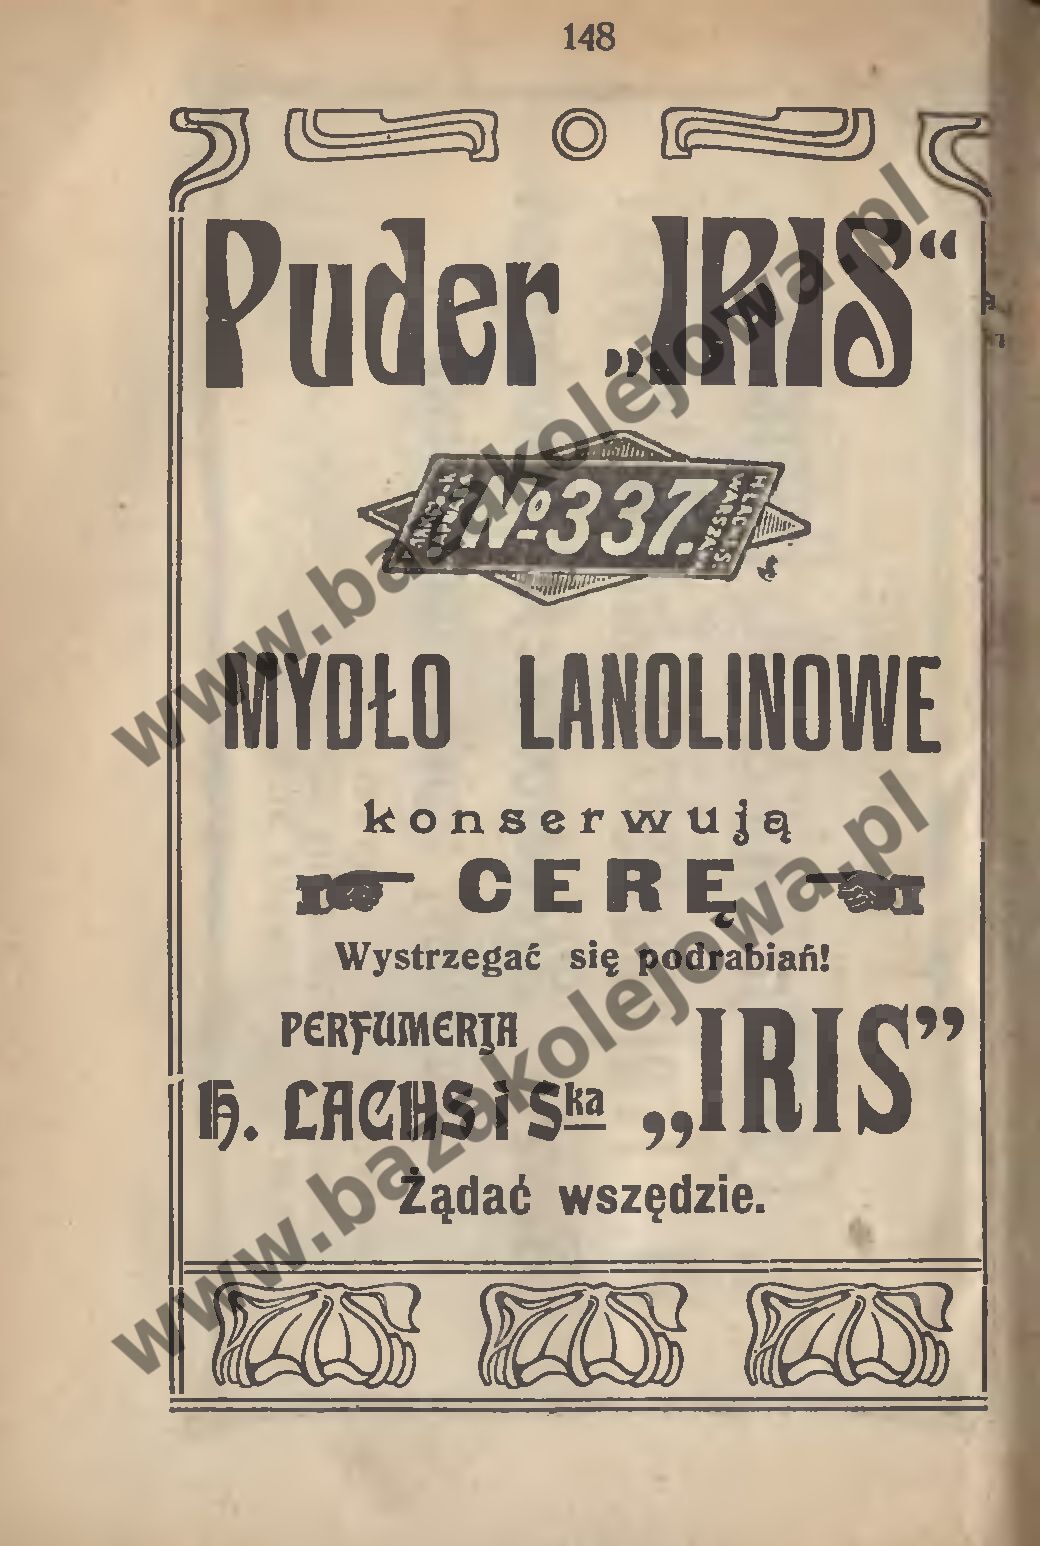 148
Puder „IRIS“
№ 337.
MYDŁO LANOLINOWE
konserwują
CERĘ
Wystrzegać się podrabiań!
PERFUMERJA
H. LACHS i Ska „IRIS”
Żądać wszędzie.
www.bazakolejowa.pl
www.bazakolejowa.pl